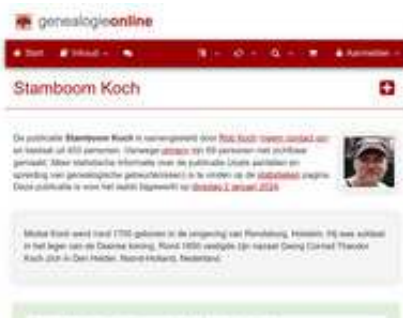 genealogieonline
Start Inhoud Aanmelden
Stamboom Koch
De publicatie Stamboom Koch is samengesteld door Rob Koch (neem contact op)
en bestaat uit 453 personen. Vanwege privacy zijn 69 personen niet zichtbaar
gemaakt. Meer statistische informatie over de publicatie (zoals aantallen en
spreiding van genealogische gebeurtenissen) is te vinden op de statistieken pagina.
Deze publicatie is voor het laatst bijgewerkt op dinsdag 2 januari 2024.
Michel Koch werd rond 1700 geboren in de omgeving van Rendsburg, Holstein. Hij was soldaat
in het leger van de Deense koning. Rond 1800 vestigde zijn nazaat Georg Conrad Theodor
Koch zich in Den Helder, Noord-Holland, Nederland.